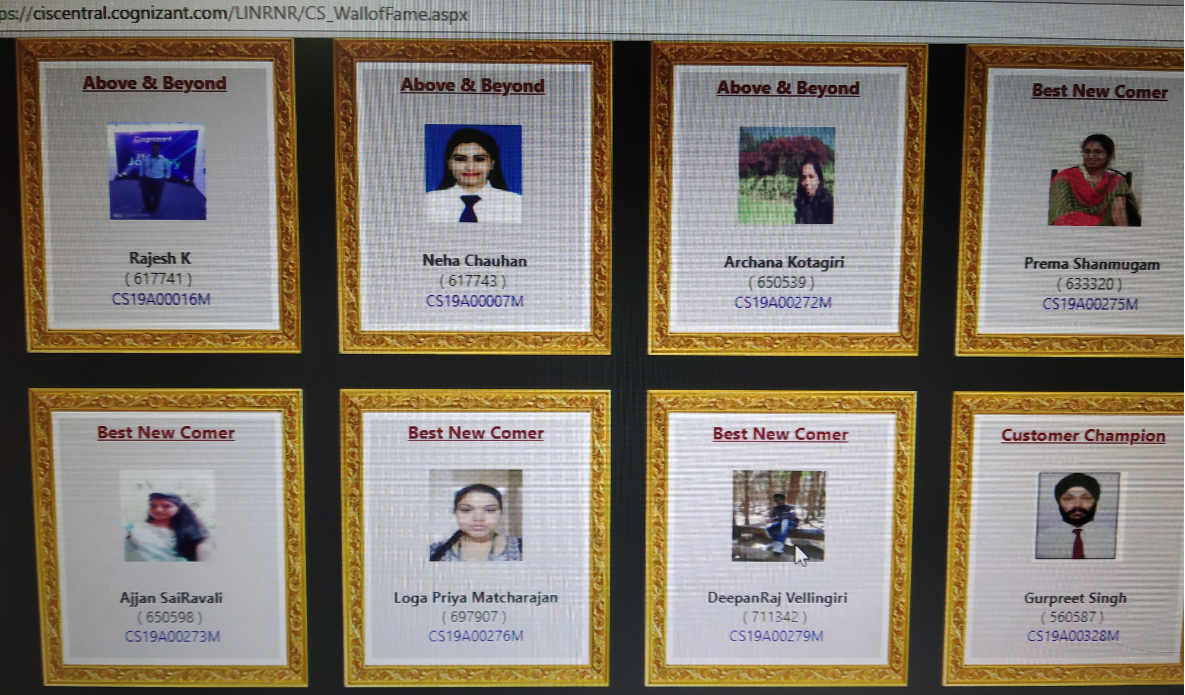 ps://ciscentral.cognizant.com/LINRNR/CS_WallofFame.aspx
Above & Beyond
Cognizant
Rajesh K
( 617741 )
CS19A00016M
Above & Beyond
Neha Chauhan
( 617743 )
CS19A00007M
Above & Beyond
Archana Kotagiri
( 650539 )
CS19A00272M
Best New Comer
Prema Shanmugam
( 633320 )
CS19A00275M
Best New Comer
Ajjan SaiRavali
( 650598 )
CS19A00273M
Best New Comer
Loga Priya Matcharajan
( 697907 )
CS19A00276M
Best New Comer
DeepanRaj Vellingiri
( 711342 )
CS19A00279M
Customer Champion
Gurpreet Singh
( 560587 )
CS19A00328M